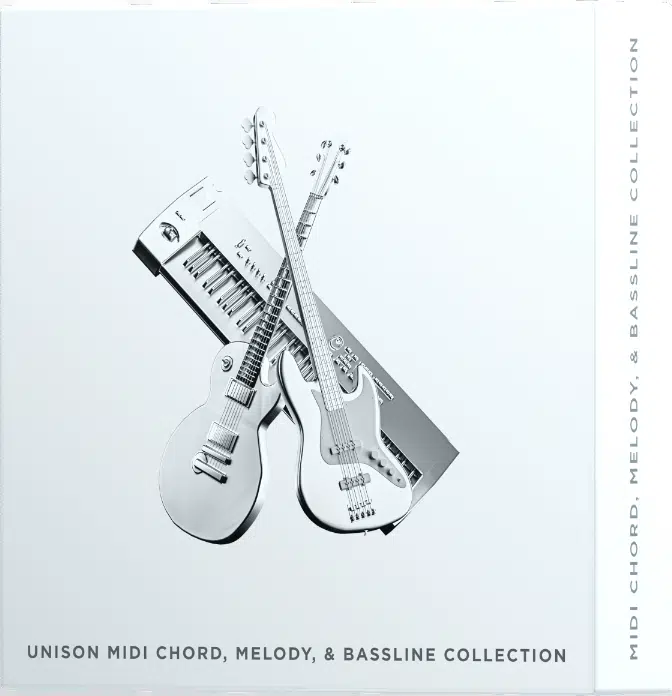 UNISON MIDI CHORD, MELODY, & BASSLINE COLLECTION
MIDI CHORD, MELODY, & BASSLINE COLLECTION